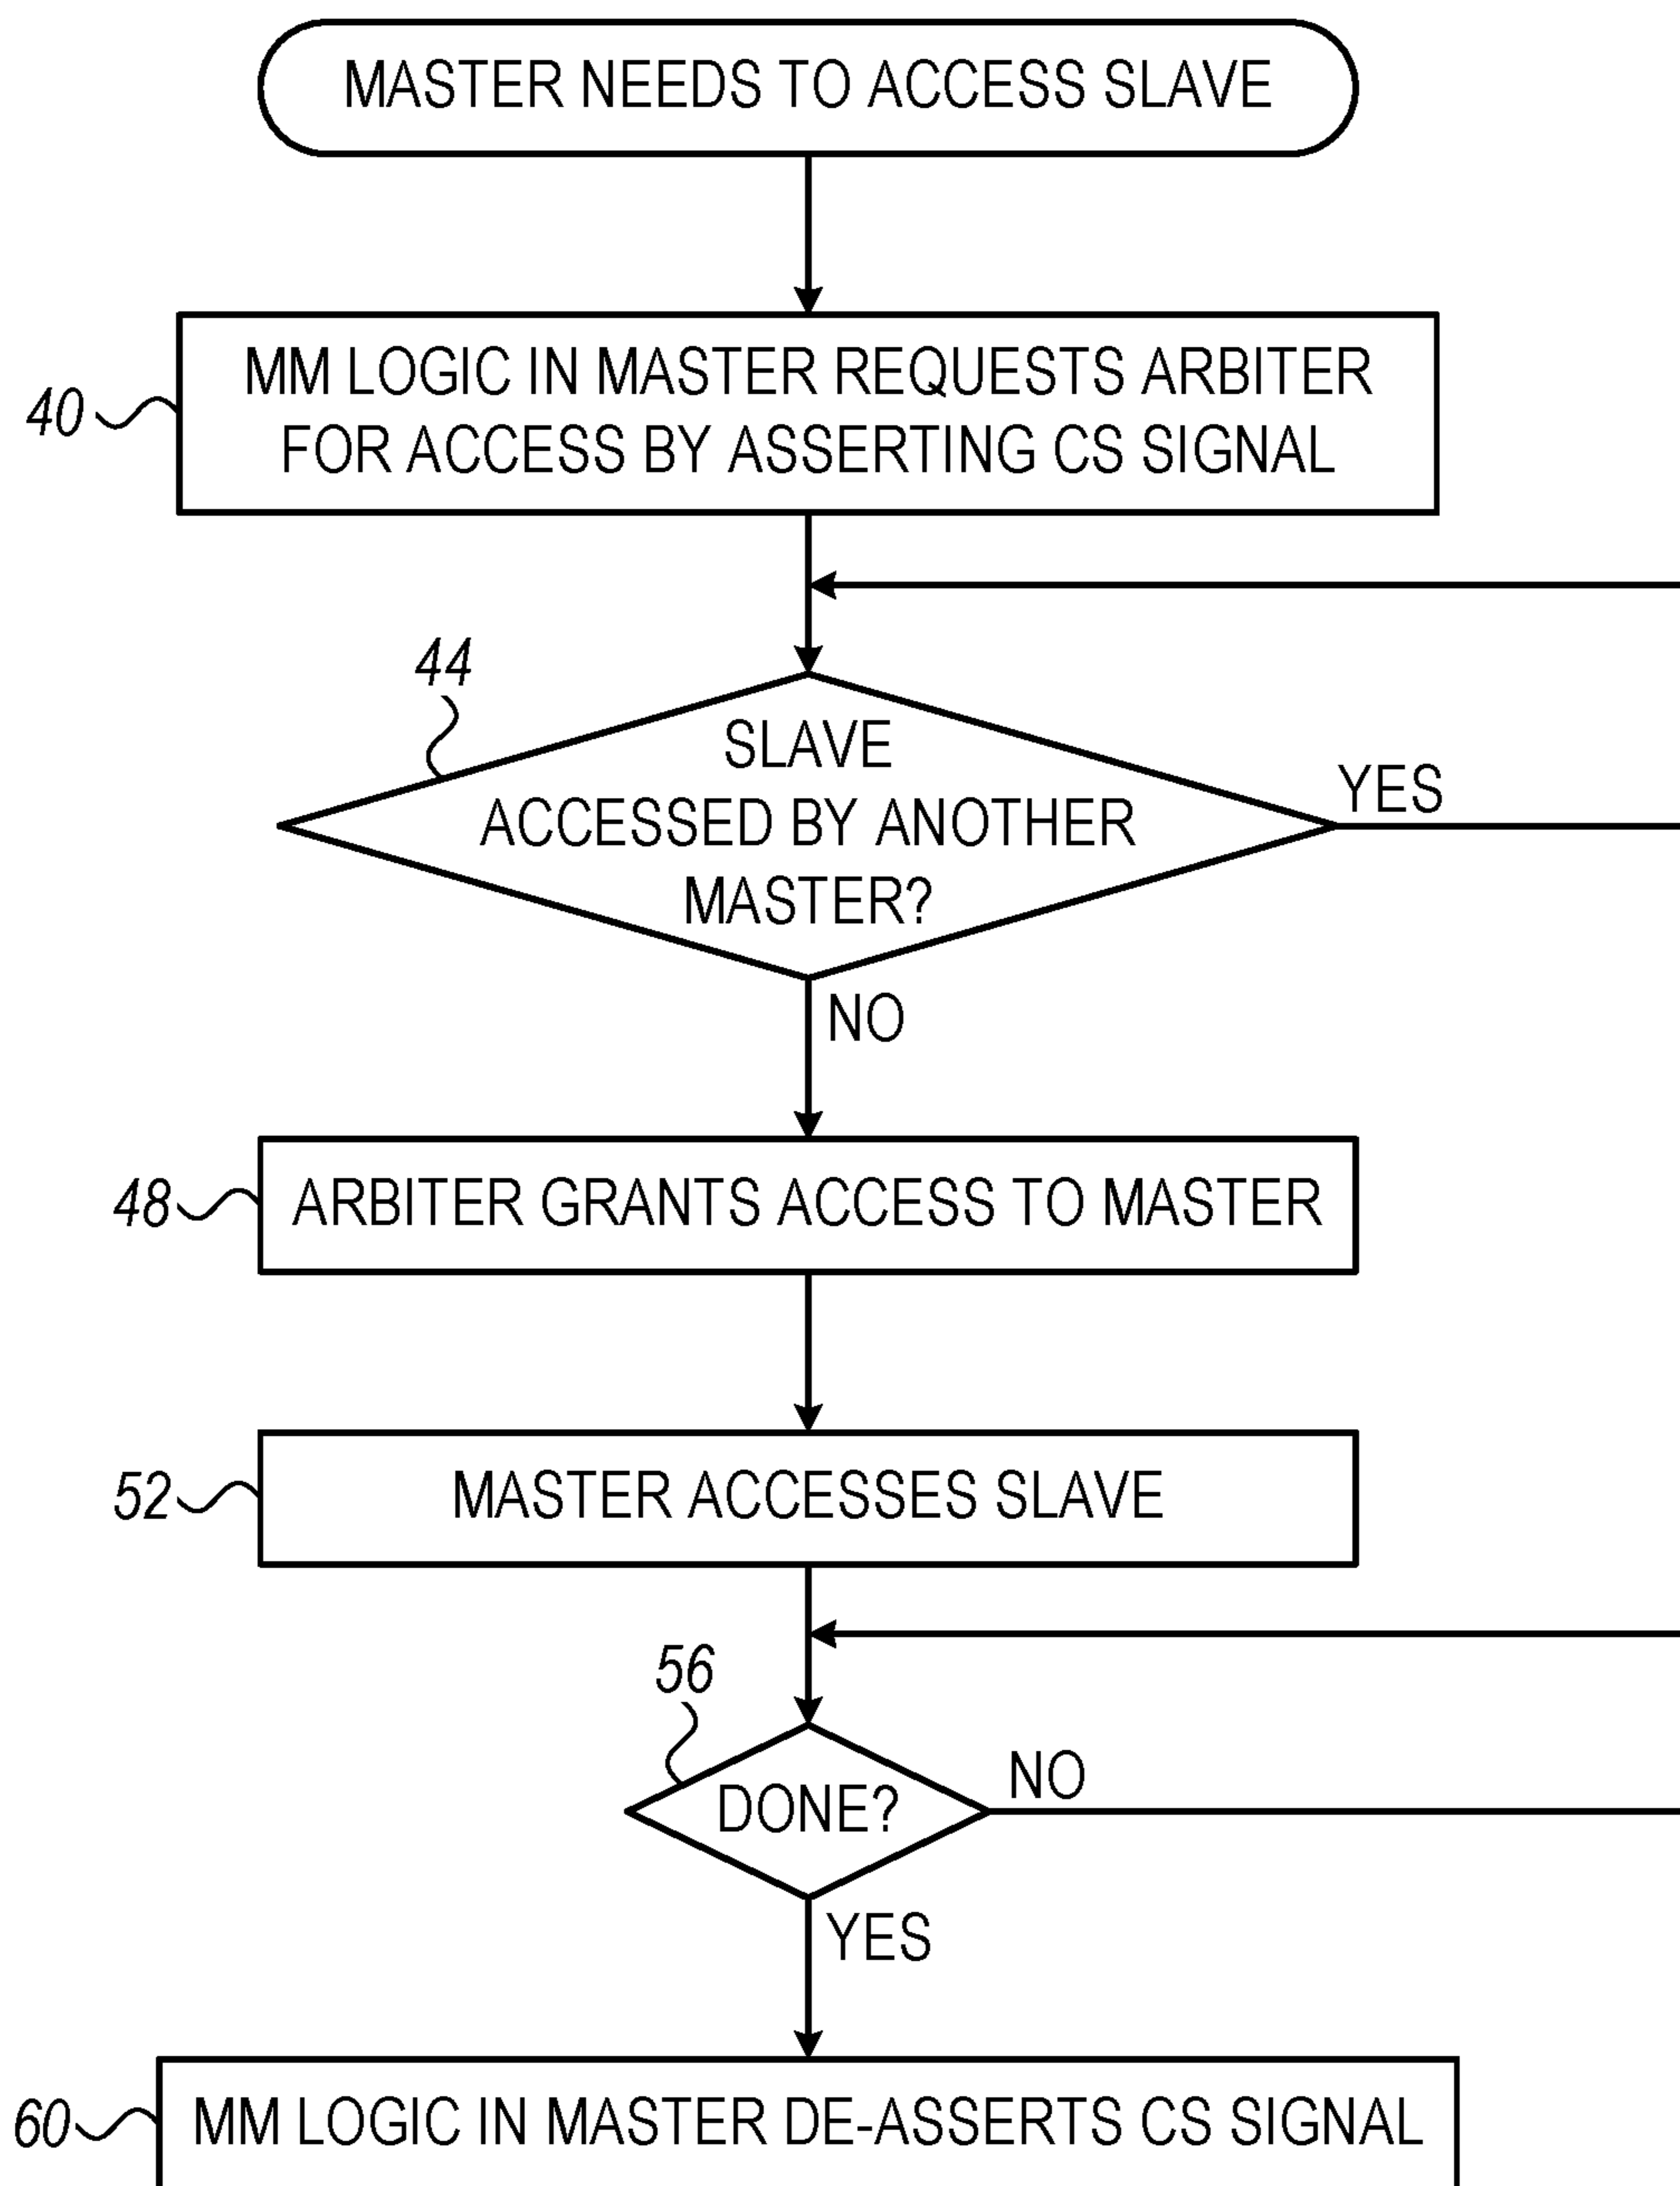 MASTER NEEDS TO ACCESS SLAVE
40
MM LOGIC IN MASTER REQUESTS ARBITER
FOR ACCESS BY ASSERTING CS SIGNAL
44
SLAVE
ACCESSED BY ANOTHER
MASTER?
YES
NO
48
ARBITER GRANTS ACCESS TO MASTER
52
MASTER ACCESSES SLAVE
56
DONE?
NO
YES
60
MM LOGIC IN MASTER DE-ASSERTS CS SIGNAL